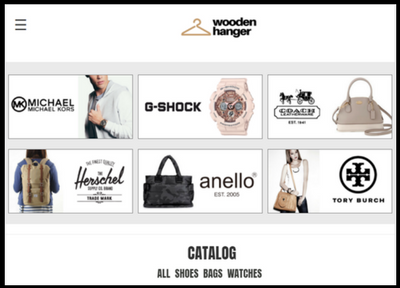 wooden
hanger
MK MICHAEL
MICHAEL KORS
G-SHOCK
COACH
LEATHERWARE
EST. 1941
THE FINEST QUALITY
Herschel
SUPPLY CO. BRAND
TRADE MARK
anello®
EST. 2005
TORY BURCH
CATALOG
ALL SHOES BAGS WATCHES